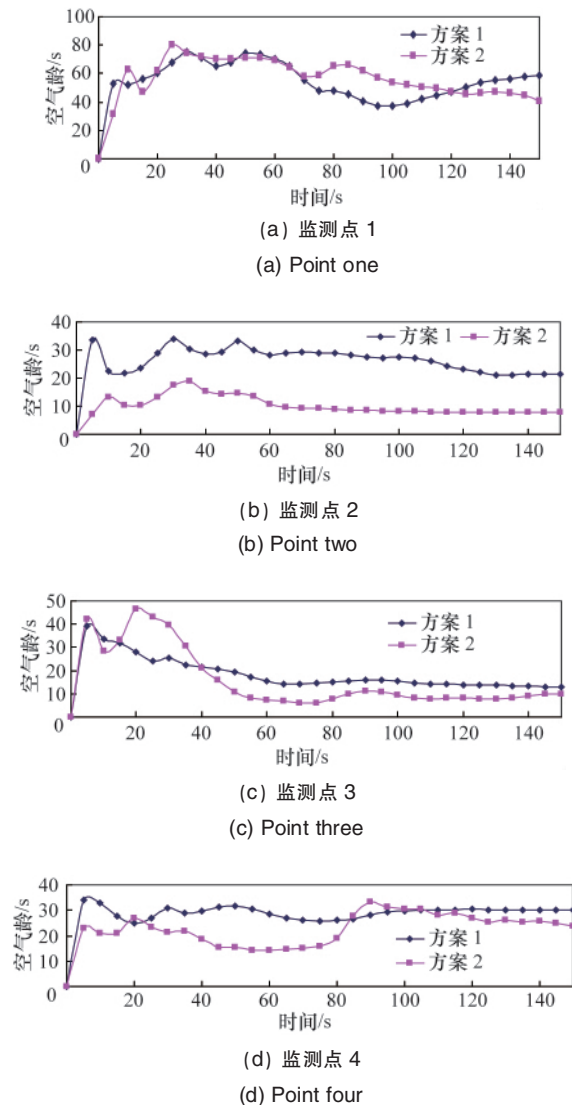 100
80
60
40
20
0
空气龄/s
方案 1
方案 2
20 40 60 80 100 120 140
时间/s
(a) 监测点 1
(a) Point one
40
30
20
10
0
空气龄/s
方案 1 方案 2
20 40 60 80 100 120 140
时间/s
(b) 监测点 2
(b) Point two
50
40
30
20
10
0
空气龄/s
方案 1
方案 2
20 40 60 80 100 120 140
时间/s
(c) 监测点 3
(c) Point three
40
30
20
10
0
空气龄/s
方案 1
方案 2
20 40 60 80 100 120 140
时间/s
(d) 监测点 4
(d) Point four